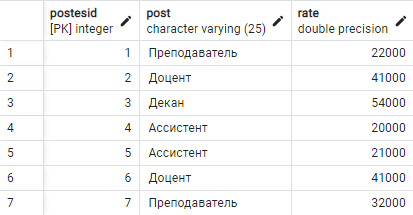 postesid post rate
[PK] integer character varying (25) double precision
1 1 Преподаватель 22000
2 2 Доцент 41000
3 3 Декан 54000
4 4 Ассистент 20000
5 5 Ассистент 21000
6 6 Доцент 41000
7 7 Преподаватель 32000